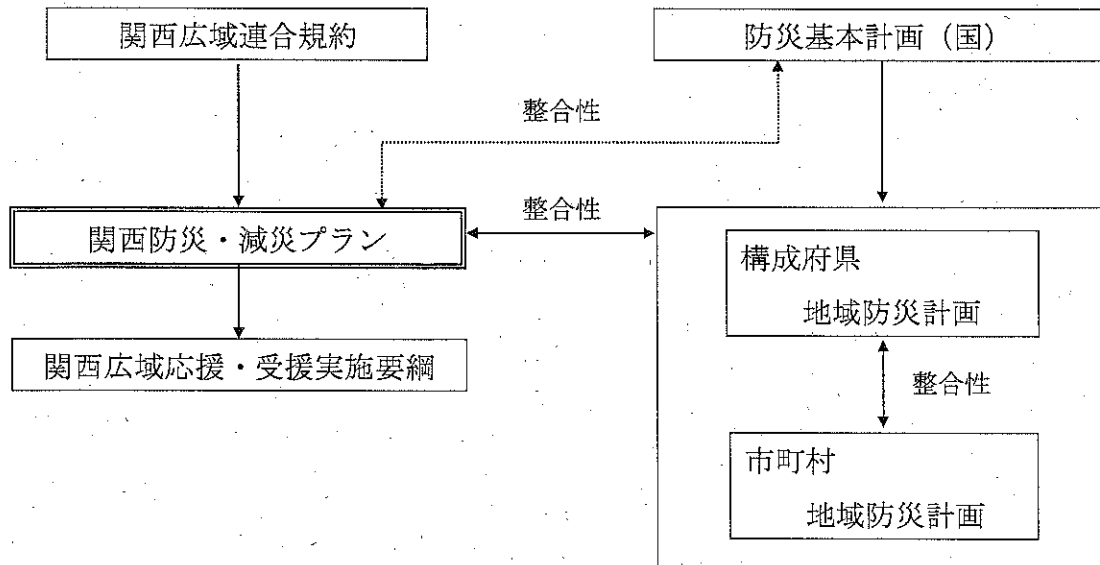 関西広域連合規約
防災基本計画（国）
整合性
整合性
関西防災・減災プラン
構成府県
地域防災計画
関西広域応援・受援実施要綱
整合性
市町村
地域防災計画